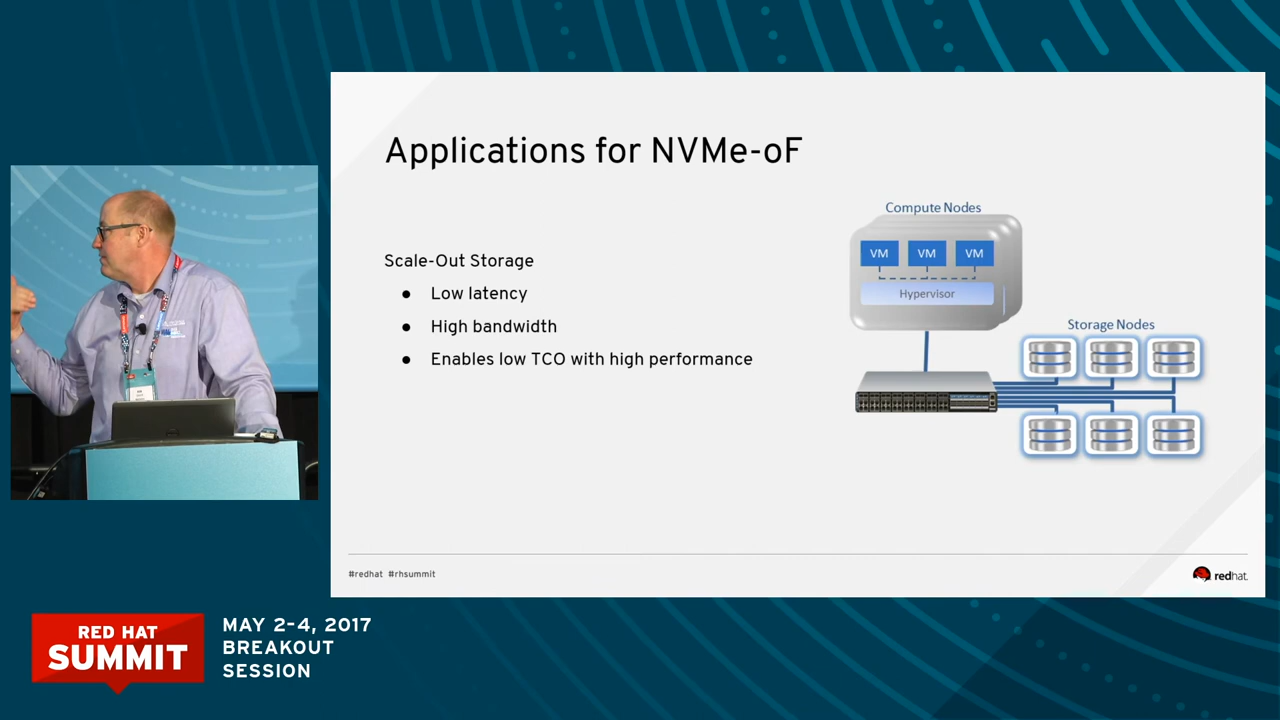 Applications for NVMe-oF
Compute Nodes
VM VM VM
Hypervisor
Scale-Out Storage
● Low latency
● High bandwidth
● Enables low TCO with high performance
Storage Nodes
#redhat #rhsummit
redhat.
RED HAT
SUMMIT
MAY 2–4, 2017
BREAKOUT
SESSION